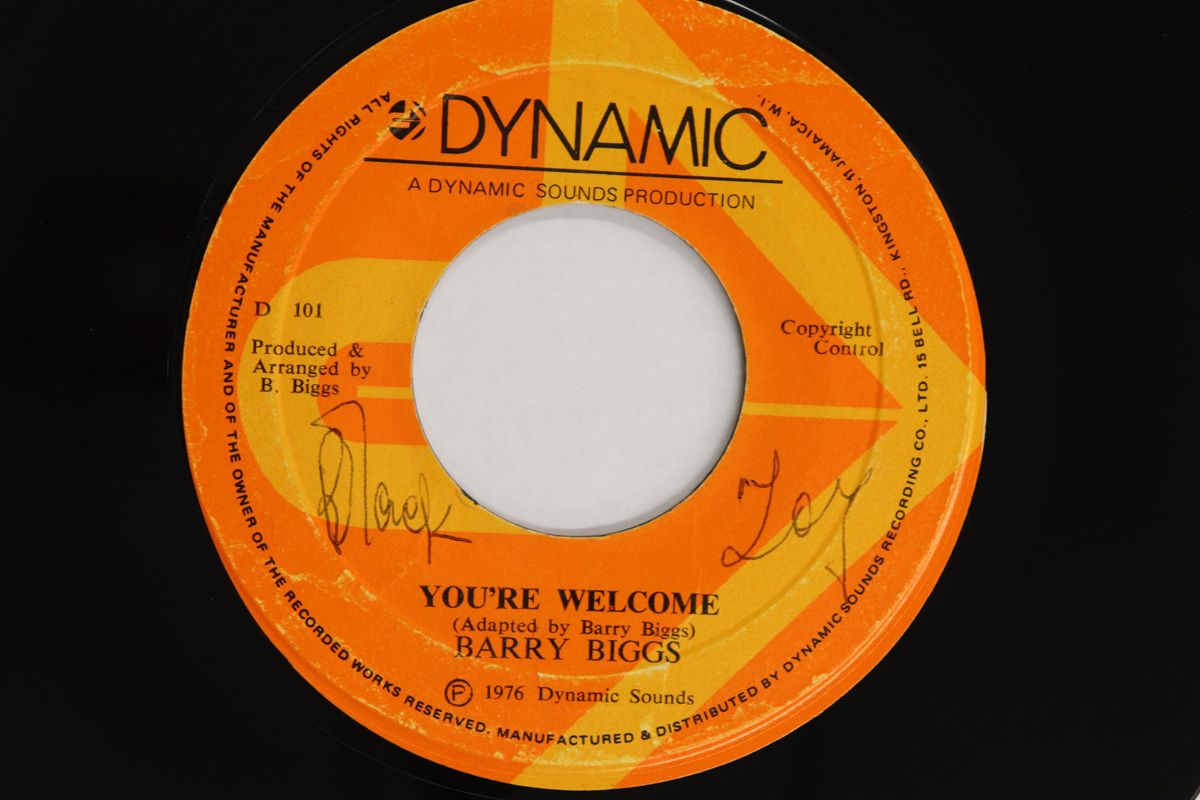 DYNAMIC
A DYNAMIC SOUNDS PRODUCTION
D 101
Produced &
Arranged by
B. Biggs
Copyright
Control
Black
YOU'RE WELCOME
(Adapted by Barry Biggs)
BARRY BIGGS
Ⓟ 1976 Dynamic Sounds
ALL RIGHTS OF THE MANUFACTURER AND OF THE OWNER OF THE RECORDED WORKS RESERVED. MANUFACTURED & DISTRIBUTED BY DYNAMIC SOUNDS RECORDING CO., LTD. 15 BELL RD., KINGSTON 11 JAMAICA, W.I.